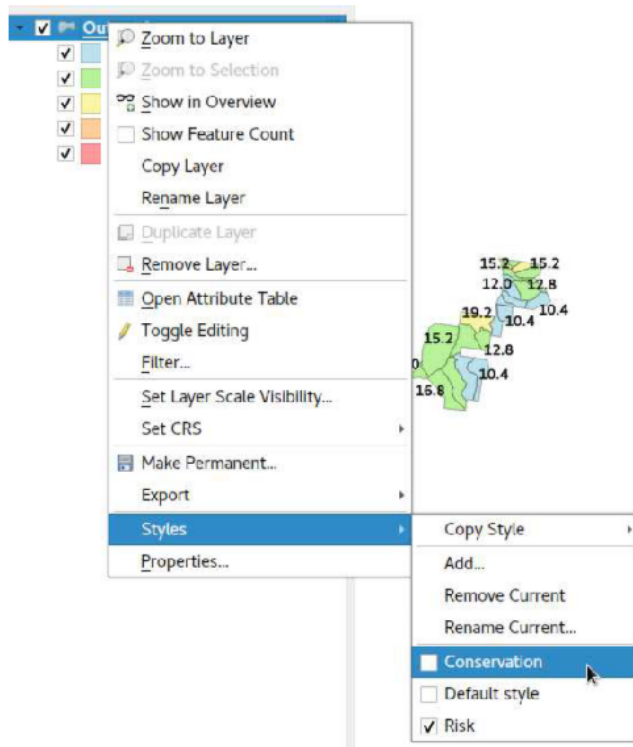 Zoom to Layer
Zoom to Selection
Show in Overview
Show Feature Count
Copy Layer
Rename Layer
Duplicate Layer
Remove Layer...
Open Attribute Table
Toggle Editing
Filter...
Set Layer Scale Visibility...
Set CRS
Make Permanent...
Export
Styles
Properties...
Copy Style
Add...
Remove Current
Rename Current...
Conservation
Default style
Risk
15.2 15.2
12.0 12.8
19.2 10.4 10.4
15.2 12.8
10.4
16.8